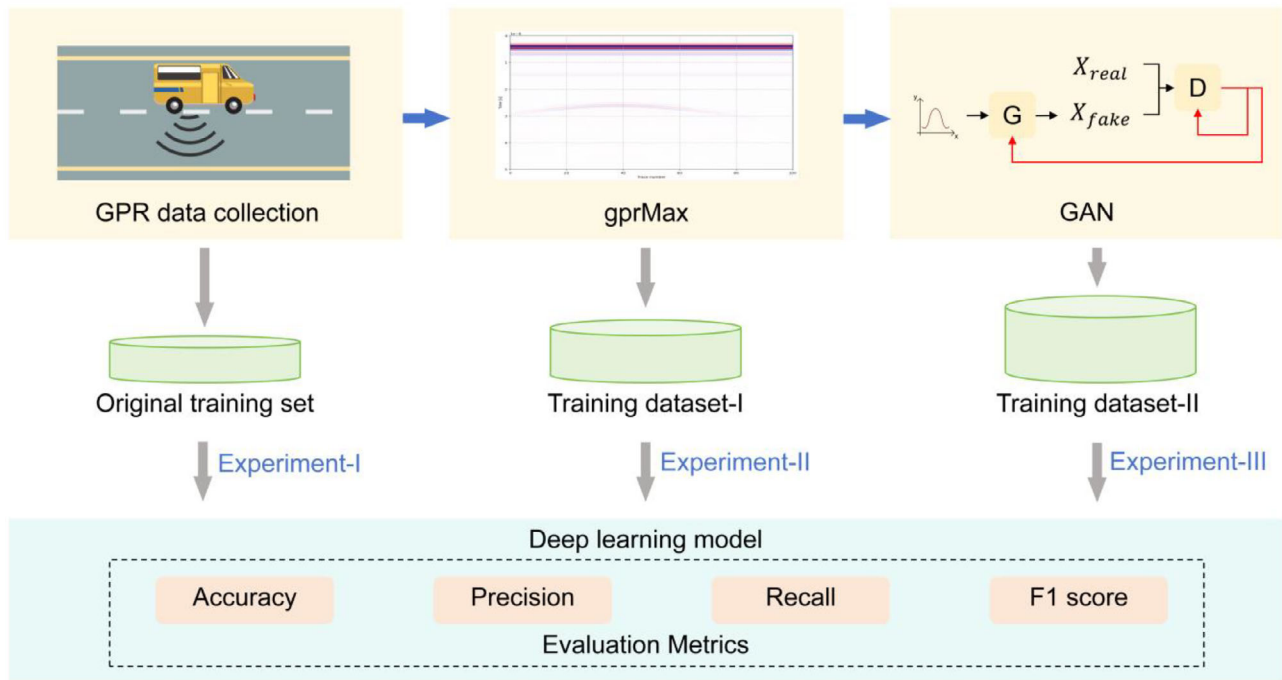 X_real
X_fake
G
D
y
x
GPR data collection
gprMax
GAN
Original training set
Training dataset-I
Training dataset-II
Experiment-I
Experiment-II
Experiment-III
Deep learning model
Accuracy
Precision
Recall
F1 score
Evaluation Metrics